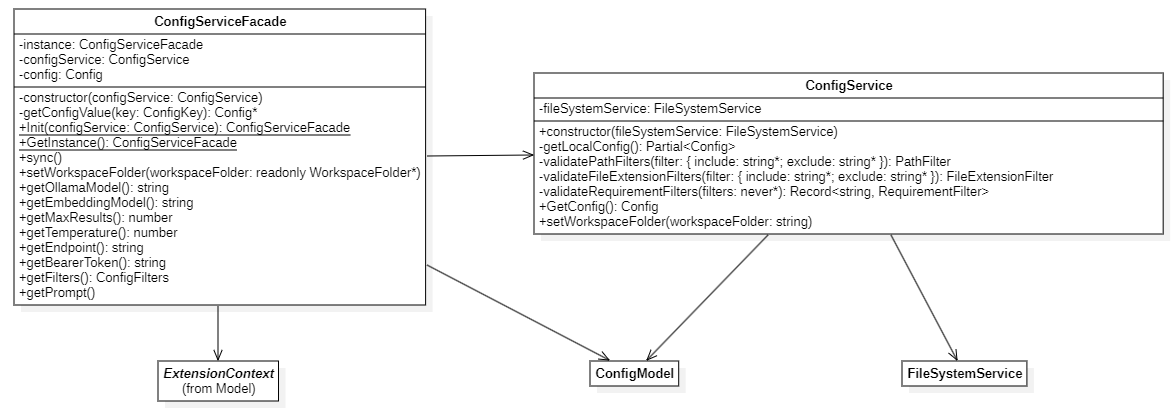 ConfigServiceFacade
-instance: ConfigServiceFacade
-configService: ConfigService
-config: Config
-constructor(configService: ConfigService)
-getConfigValue(key: ConfigKey): Config*
+Init(configService: ConfigService): ConfigServiceFacade
+GetInstance(): ConfigServiceFacade
+sync()
+setWorkspaceFolder(workspaceFolder: readonly WorkspaceFolder*)
+getOllamaModel(): string
+getEmbeddingModel(): string
+getMaxResults(): number
+getTemperature(): number
+getEndpoint(): string
+getBearerToken(): string
+getFilters(): ConfigFilters
+getPrompt()
ConfigService
-fileSystemService: FileSystemService
+constructor(fileSystemService: FileSystemService)
-getLocalConfig(): Partial<Config>
-validatePathFilters(filter: { include: string*; exclude: string* }): PathFilter
-validateFileExtensionFilters(filter: { include: string*; exclude: string* }): FileExtensionFilter
-validateRequirementFilters(filters: never*): Record<string, RequirementFilter>
+GetConfig(): Config
+setWorkspaceFolder(workspaceFolder: string)
ExtensionContext
(from Model)
ConfigModel
FileSystemService